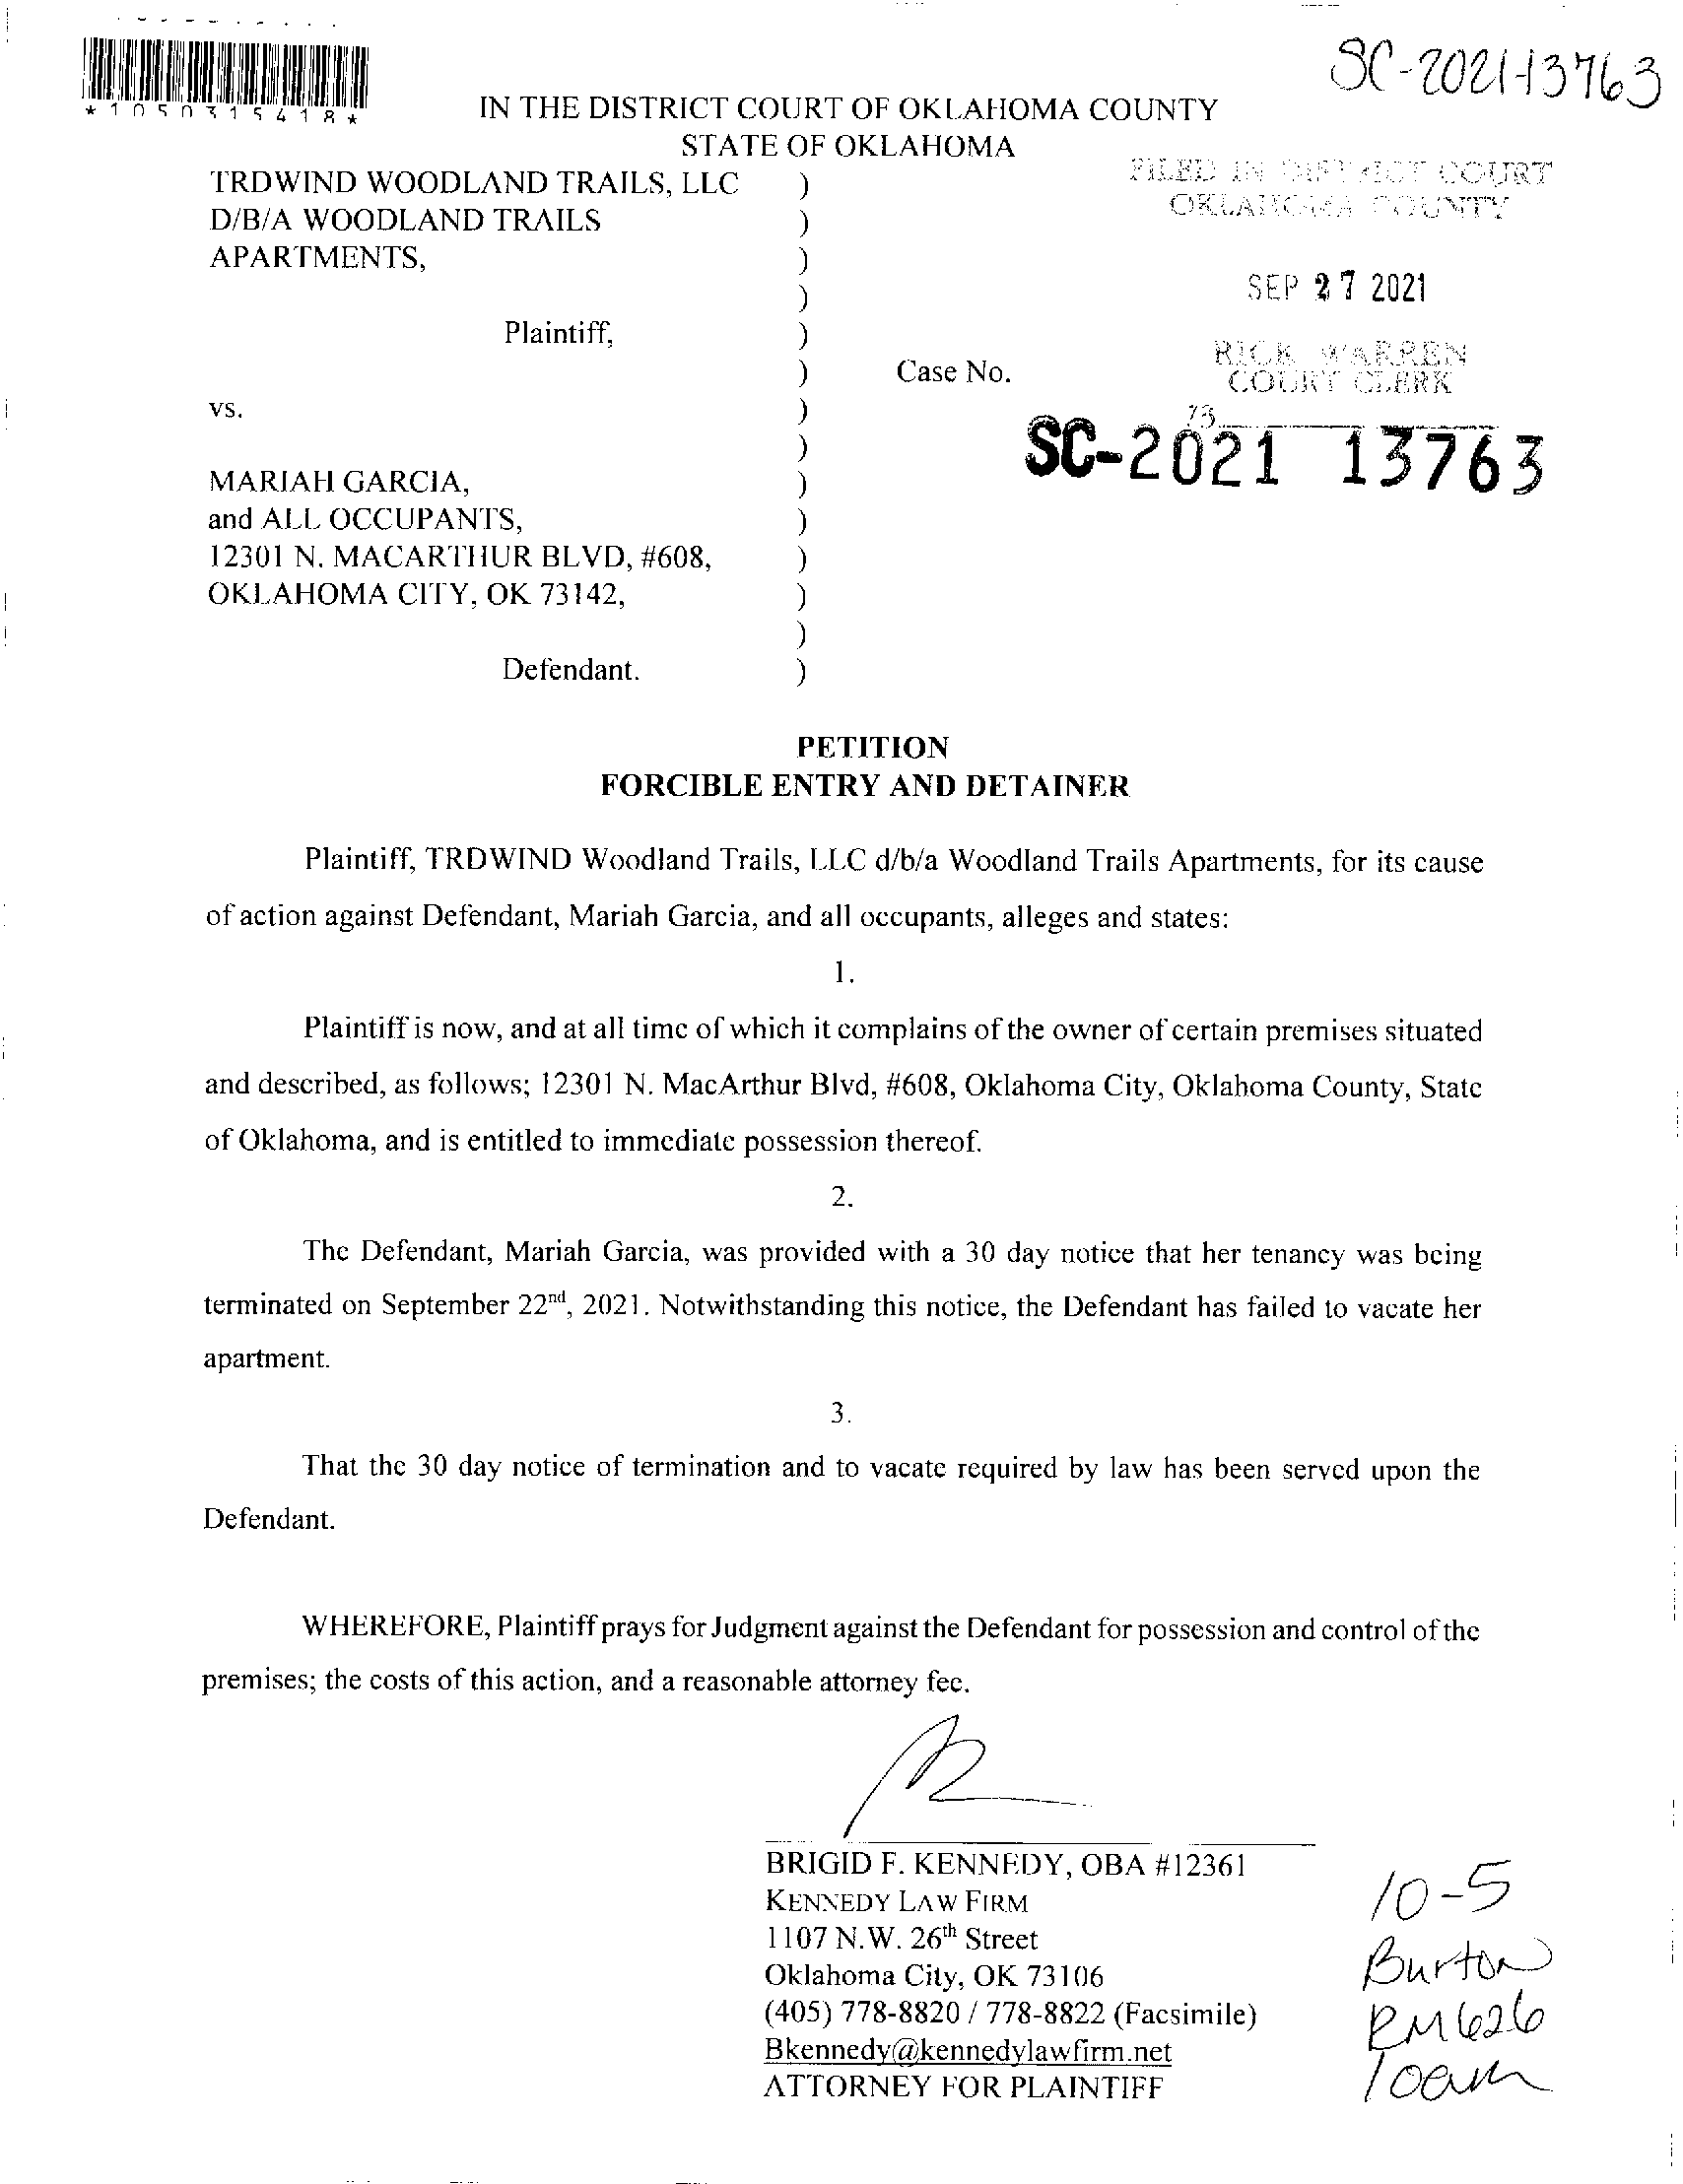 SC-2021-13763
*1050315418*
IN THE DISTRICT COURT OF OKLAHOMA COUNTY
STATE OF OKLAHOMA
TRDWIND WOODLAND TRAILS, LLC )
D/B/A WOODLAND TRAILS )
APARTMENTS, )
)
Plaintiff, )
)
vs. )
)
MARIAH GARCIA, )
and ALL OCCUPANTS, )
12301 N. MACARTHUR BLVD, #608, )
OKLAHOMA CITY, OK 73142, )
)
Defendant. )
FILED IN DISTRICT COURT
OKLAHOMA COUNTY
SEP 27 2021
RICK WARREN
COURT CLERK
73
Case No.
SC-2021 13763
PETITION
FORCIBLE ENTRY AND DETAINER
Plaintiff, TRDWIND Woodland Trails, LLC d/b/a Woodland Trails Apartments, for its cause
of action against Defendant, Mariah Garcia, and all occupants, alleges and states:
1.
Plaintiff is now, and at all time of which it complains of the owner of certain premises situated
and described, as follows; 12301 N. MacArthur Blvd, #608, Oklahoma City, Oklahoma County, State
of Oklahoma, and is entitled to immediate possession thereof.
2.
The Defendant, Mariah Garcia, was provided with a 30 day notice that her tenancy was being
terminated on September 22nd, 2021. Notwithstanding this notice, the Defendant has failed to vacate her
apartment.
3.
That the 30 day notice of termination and to vacate required by law has been served upon the
Defendant.
WHEREFORE, Plaintiff prays for Judgment against the Defendant for possession and control of the
premises; the costs of this action, and a reasonable attorney fee.
BRIGID F. KENNEDY, OBA #12361
KENNEDY LAW FIRM
1107 N.W. 26th Street
Oklahoma City, OK 73106
(405) 778-8820 / 778-8822 (Facsimile)
Bkennedy@kennedylawfirm.net
ATTORNEY FOR PLAINTIFF
10-5
Burton
RM 626
10am